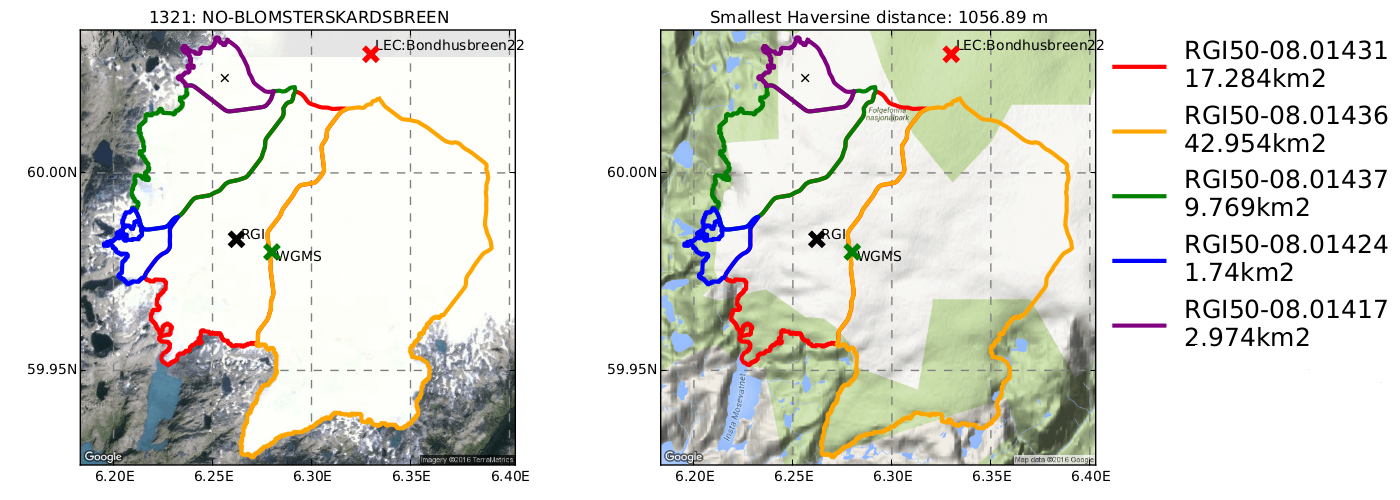 1321: NO-BLOMSTERSKARDSBREEN
LEC:Bondhusbreen22
60.00N
RGI
WGMS
59.95N
Google
Imagery ©2016 TerraMetrics
6.20E 6.25E 6.30E 6.35E 6.40E
Smallest Haversine distance: 1056.89 m
LEC:Bondhusbreen22
Folgefonna
nasjonalpark
60.00N
RGI
WGMS
59.95N
Insta Mosevatnet
Google
Map data ©2016 Google
6.20E 6.25E 6.30E 6.35E 6.40E
RGI50-08.01431
17.284km2
RGI50-08.01436
42.954km2
RGI50-08.01437
9.769km2
RGI50-08.01424
1.74km2
RGI50-08.01417
2.974km2